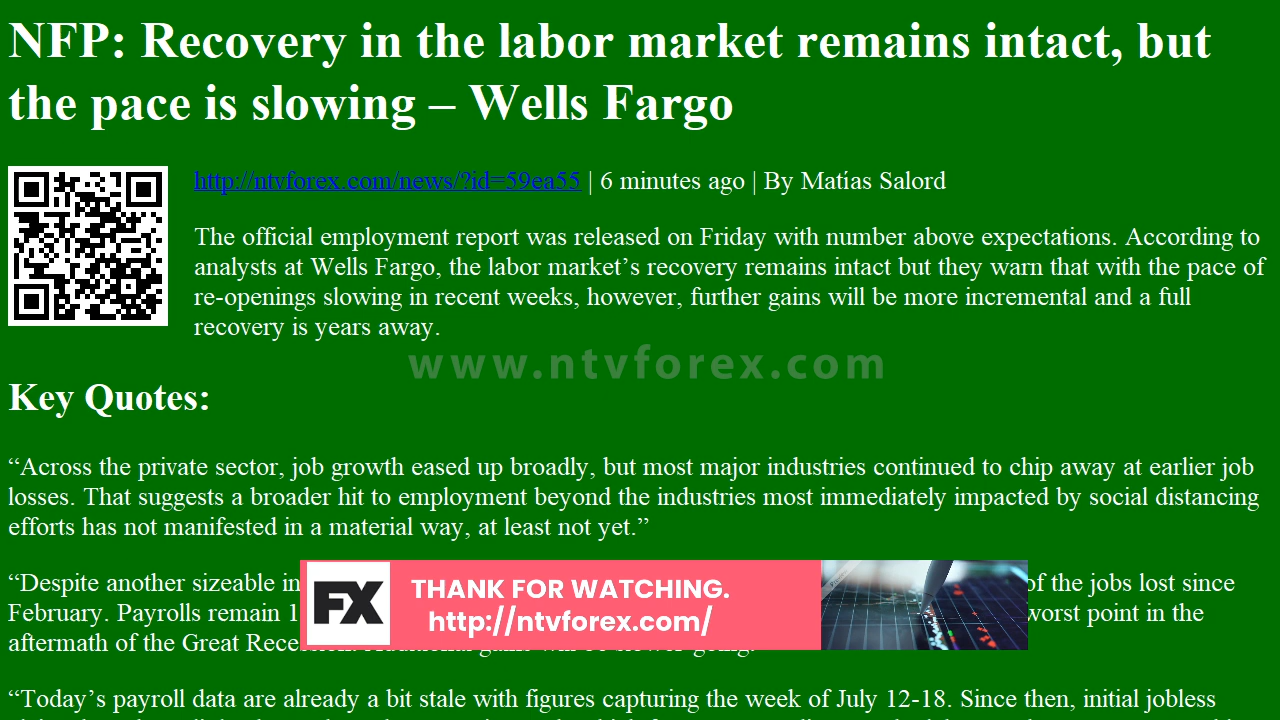 NFP: Recovery in the labor market remains intact, but
the pace is slowing – Wells Fargo
http://ntvforex.com/news/?id=59ea55 | 6 minutes ago | By Matías Salord
The official employment report was released on Friday with number above expectations. According to
analysts at Wells Fargo, the labor market’s recovery remains intact but they warn that with the pace of
re-openings slowing in recent weeks, however, further gains will be more incremental and a full
recovery is years away.
www.ntvforex.com
Key Quotes:
“Across the private sector, job growth eased up broadly, but most major industries continued to chip away at earlier job
losses. That suggests a broader hit to employment beyond the industries most immediately impacted by social distancing
efforts has not manifested in a material way, at least not yet.”
“Despite another sizeable of the jobs lost since
February. Payrolls remain worst point in the
aftermath of the Great
FX
THANK FOR WATCHING.
http://ntvforex.com/
“Today’s payroll data are already a bit stale with figures capturing the week of July 12-18. Since then, initial jobless